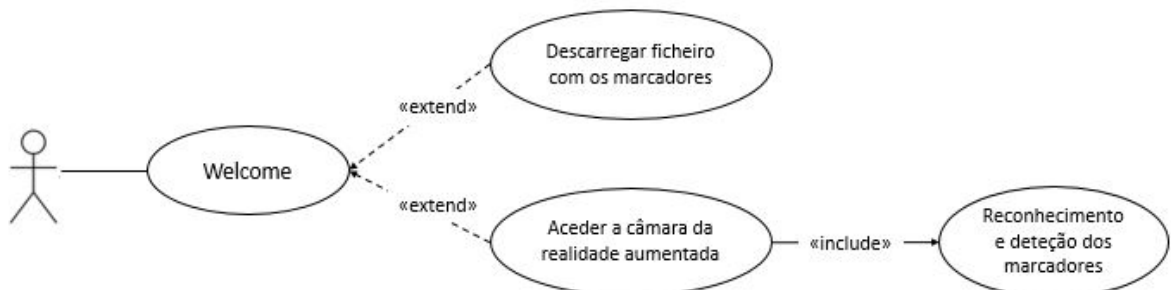 Descarregar ficheiro
com os marcadores
«extend»
Welcome
«extend»
Aceder a câmara da
realidade aumentada
«include»
Reconhecimento
e deteção dos
marcadores